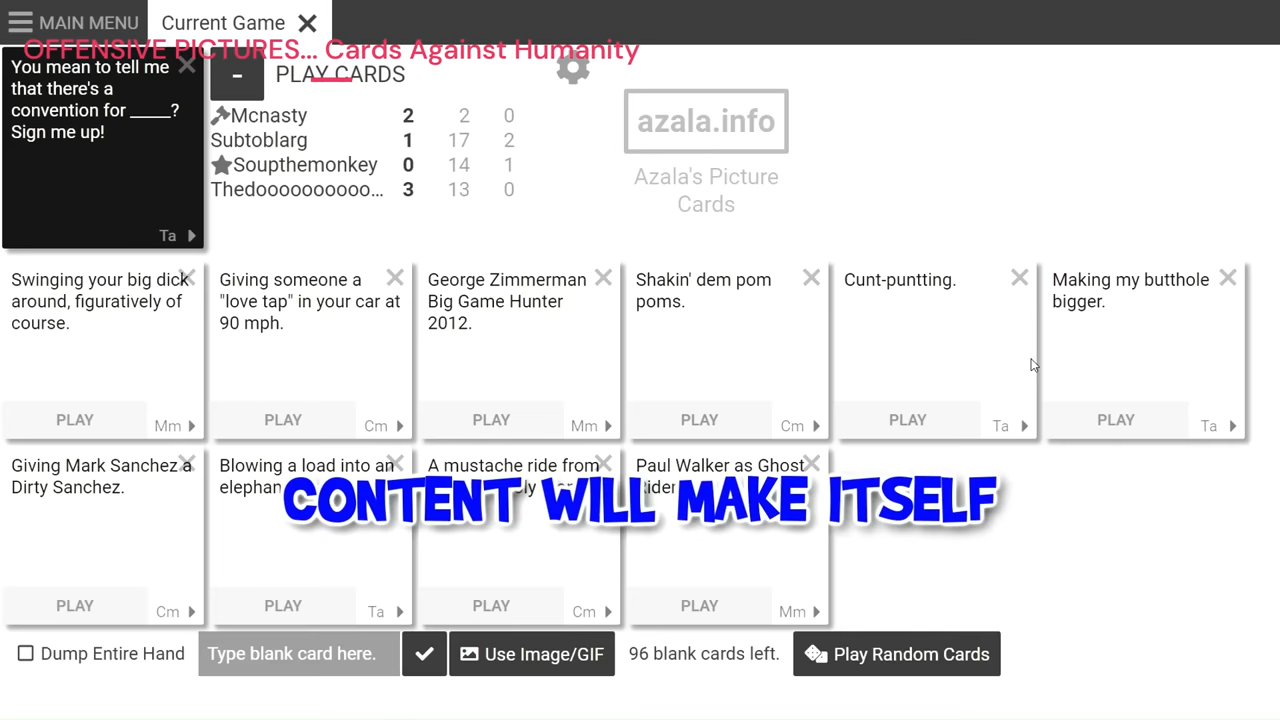 MAIN MENU
Current Game
OFFENSIVE PICTURES... Cards Against Humanity
You mean to tell me
that there's a
convention for _____?
Sign me up!
Ta
-
PLAY CARDS
Mcnasty 2 2 0
Subtoblarg 1 17 2
Soupthemonkey 0 14 1
Thedoooooooooo... 3 13 0
azala.info
Azala's Picture
Cards
Swinging your big dick
around, figuratively of
course.
PLAY
Mm
Giving someone a
"love tap" in your car at
90 mph.
PLAY
Cm
George Zimmerman
Big Game Hunter
2012.
PLAY
Mm
Shakin' dem pom
poms.
PLAY
Cm
Cunt-puntting.
PLAY
Ta
Making my butthole
bigger.
PLAY
Ta
Giving Mark Sanchez a
Dirty Sanchez.
PLAY
Cm
Blowing a load into an
PLAY
Ta
A mustache ride from
PLAY
Cm
Paul Walker as Ghost
PLAY
Mm
CONTENT WILL MAKE ITSELF
Dump Entire Hand
Type blank card here.
Use Image/GIF
96 blank cards left.
Play Random Cards